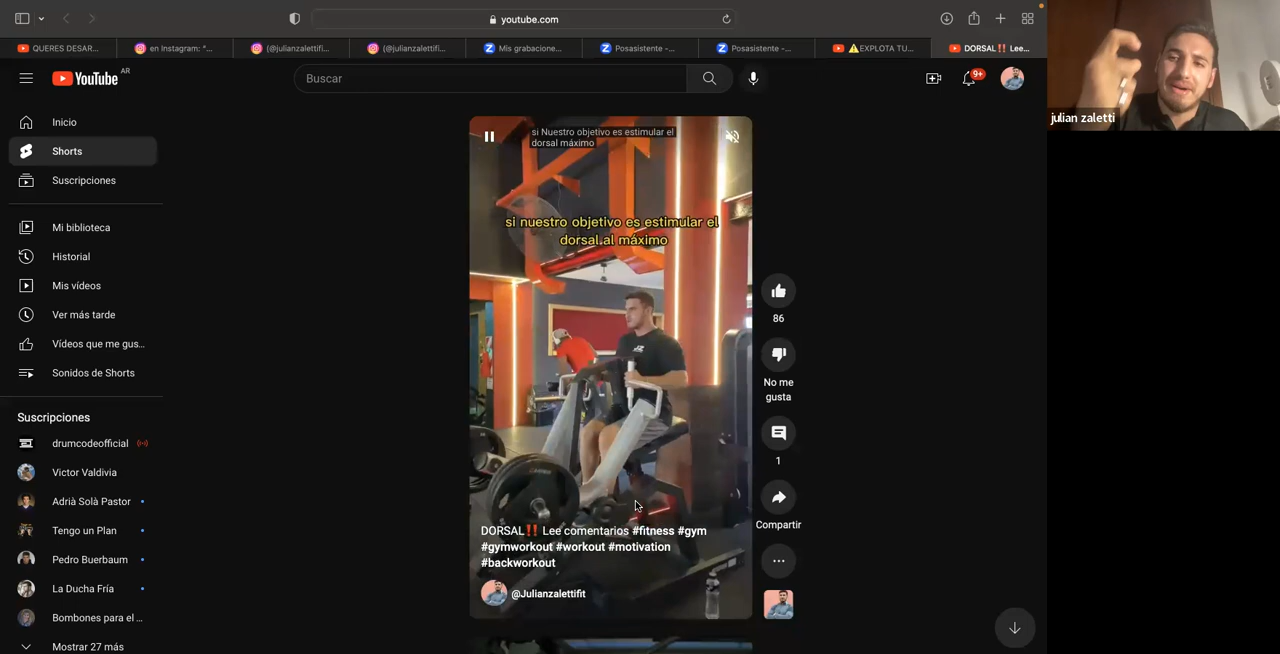 youtube.com
QUERES DESAR...
en Instagram: "...
(@julianzalettifi...
(@julianzalettifi...
Mis grabacione...
Posasistente -...
Posasistente -...
⚠️EXPLOTA TU...
DORSAL‼️ Lee...
YouTube AR
Buscar
9+
julian zaletti
Inicio
Shorts
Suscripciones
Mi biblioteca
Historial
Mis vídeos
Ver más tarde
Vídeos que me gus...
Sonidos de Shorts
Suscripciones
drumcodeofficial
Victor Valdivia
Adrià Solà Pastor
Tengo un Plan
Pedro Buerbaum
La Ducha Fría
Bombones para el ...
Mostrar 27 más
si Nuestro objetivo es estimular el
dorsal máximo
si nuestro objetivo es estimular el
dorsal al máximo
DORSAL‼️ Lee comentarios #fitness #gym
#gymworkout #workout #motivation
#backworkout
@Julianzalettifit
86
No me
gusta
1
Compartir